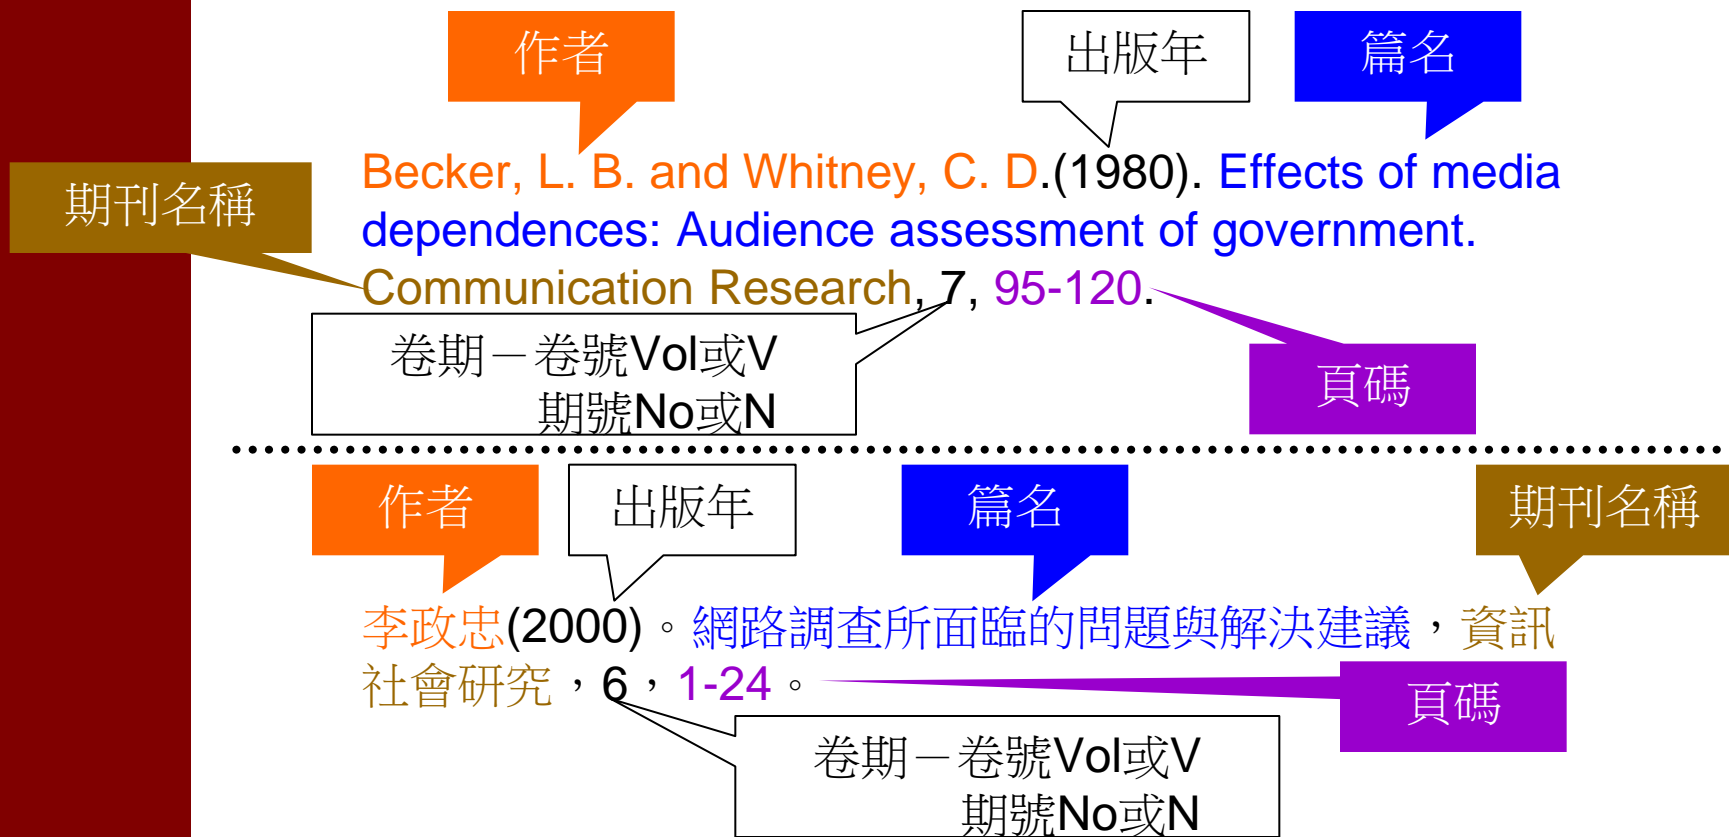 作者
出版年
篇名
期刊名稱
Becker, L. B. and Whitney, C. D.(1980). Effects of media
dependences: Audience assessment of government.
Communication Research, 7, 95-120.
卷期－卷號Vol或V
期號No或N
頁碼
作者
出版年
篇名
期刊名稱
李政忠(2000)。網路調查所面臨的問題與解決建議，資訊
社會研究，6，1-24。
頁碼
卷期－卷號Vol或V
期號No或N